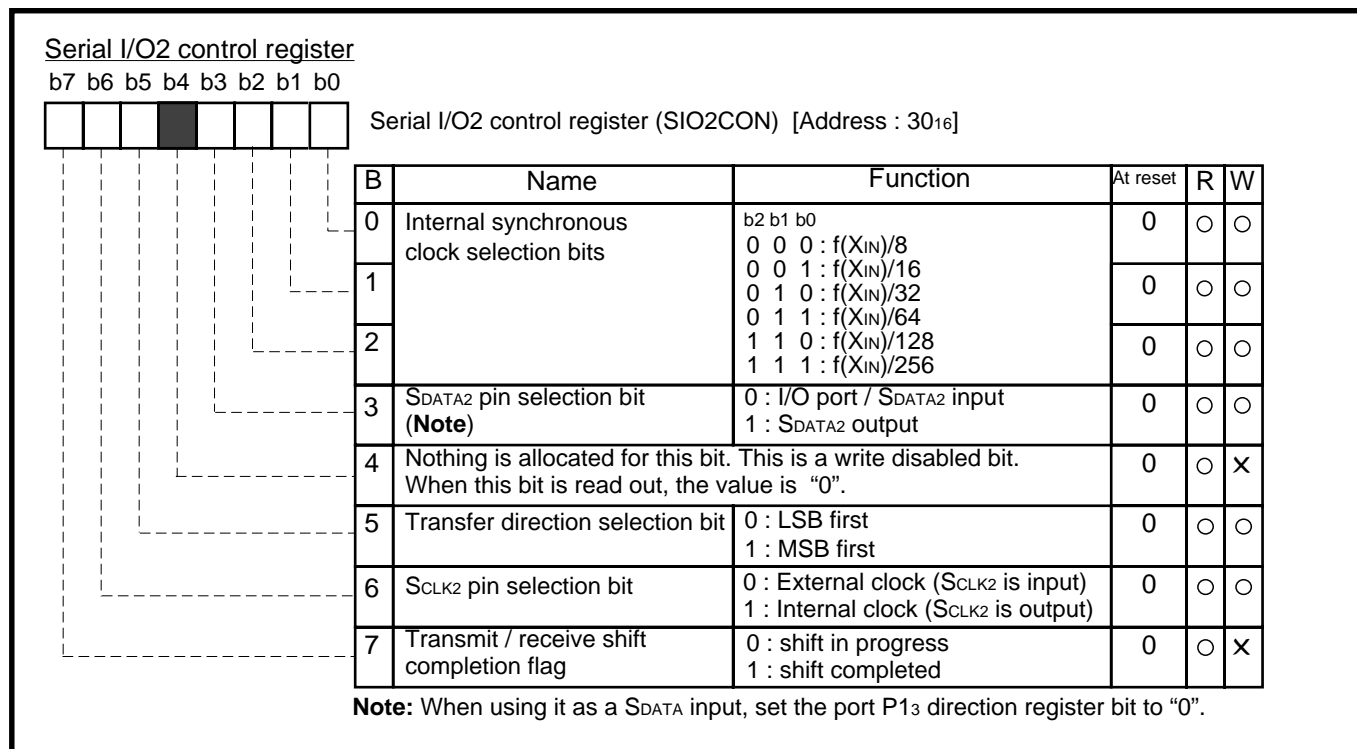 Serial I/O2 control register
b7 b6 b5 b4 b3 b2 b1 b0
Serial I/O2 control register (SIO2CON) [Address : 3016]
B Name Function At reset R W
0 Internal synchronous clock selection bits b2 b1 b0 0 ○ ○
0 0 0 : f(XIN)/8
0 0 1 : f(XIN)/16
1 0 ○ ○
0 1 0 : f(XIN)/32
0 1 1 : f(XIN)/64
2 0 ○ ○
1 1 0 : f(XIN)/128
1 1 1 : f(XIN)/256
3 SDATA2 pin selection bit 0 : I/O port / SDATA2 input 0 ○ ○
(Note) 1 : SDATA2 output
4 Nothing is allocated for this bit. This is a write disabled bit. 0 ○ ×
When this bit is read out, the value is “0”.
5 Transfer direction selection bit 0 : LSB first 0 ○ ○
1 : MSB first
6 SCLK2 pin selection bit 0 : External clock (SCLK2 is input) 0 ○ ○
1 : Internal clock (SCLK2 is output)
7 Transmit / receive shift 0 : shift in progress 0 ○ ×
completion flag 1 : shift completed
Note: When using it as a SDATA input, set the port P13 direction register bit to “0”.